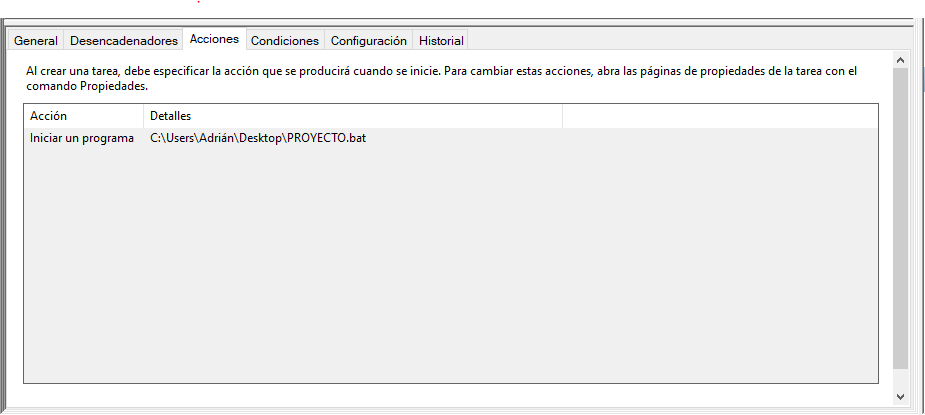 General Desencadenadores Acciones Condiciones Configuración Historial
Al crear una tarea, debe especificar la acción que se producirá cuando se inicie. Para cambiar estas acciones, abra las páginas de propiedades de la tarea con el
comando Propiedades.
Acción Detalles
Iniciar un programa C:\Users\Adrián\Desktop\PROYECTO.bat